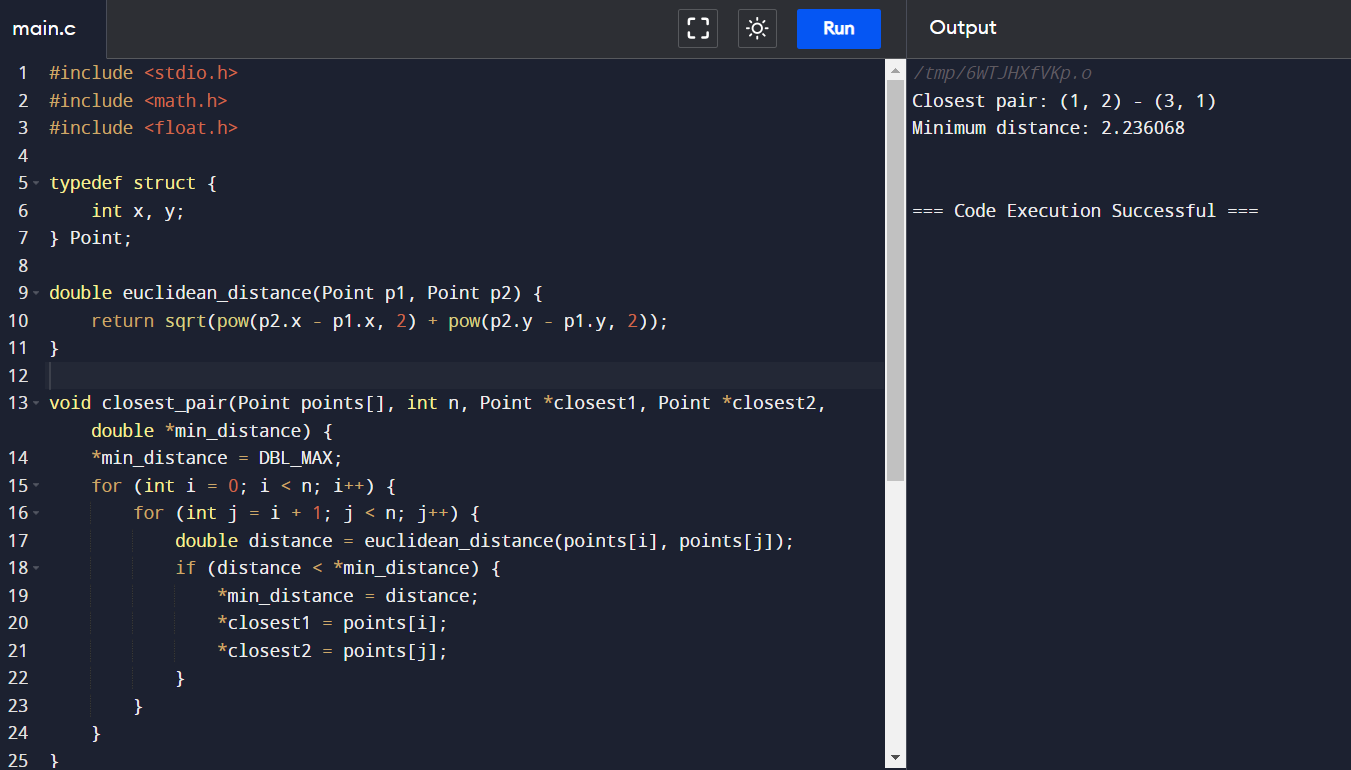 main.c
Run
Output
1 #include <stdio.h>
2 #include <math.h>
3 #include <float.h>
4
5 typedef struct {
6     int x, y;
7 } Point;
8
9 double euclidean_distance(Point p1, Point p2) {
10     return sqrt(pow(p2.x - p1.x, 2) + pow(p2.y - p1.y, 2));
11 }
12
13 void closest_pair(Point points[], int n, Point *closest1, Point *closest2,
    double *min_distance) {
14     *min_distance = DBL_MAX;
15     for (int i = 0; i < n; i++) {
16         for (int j = i + 1; j < n; j++) {
17             double distance = euclidean_distance(points[i], points[j]);
18             if (distance < *min_distance) {
19                 *min_distance = distance;
20                 *closest1 = points[i];
21                 *closest2 = points[j];
22             }
23         }
24     }
25 }
/tmp/6WTJHXfVKp.o
Closest pair: (1, 2) - (3, 1)
Minimum distance: 2.236068
=== Code Execution Successful ===